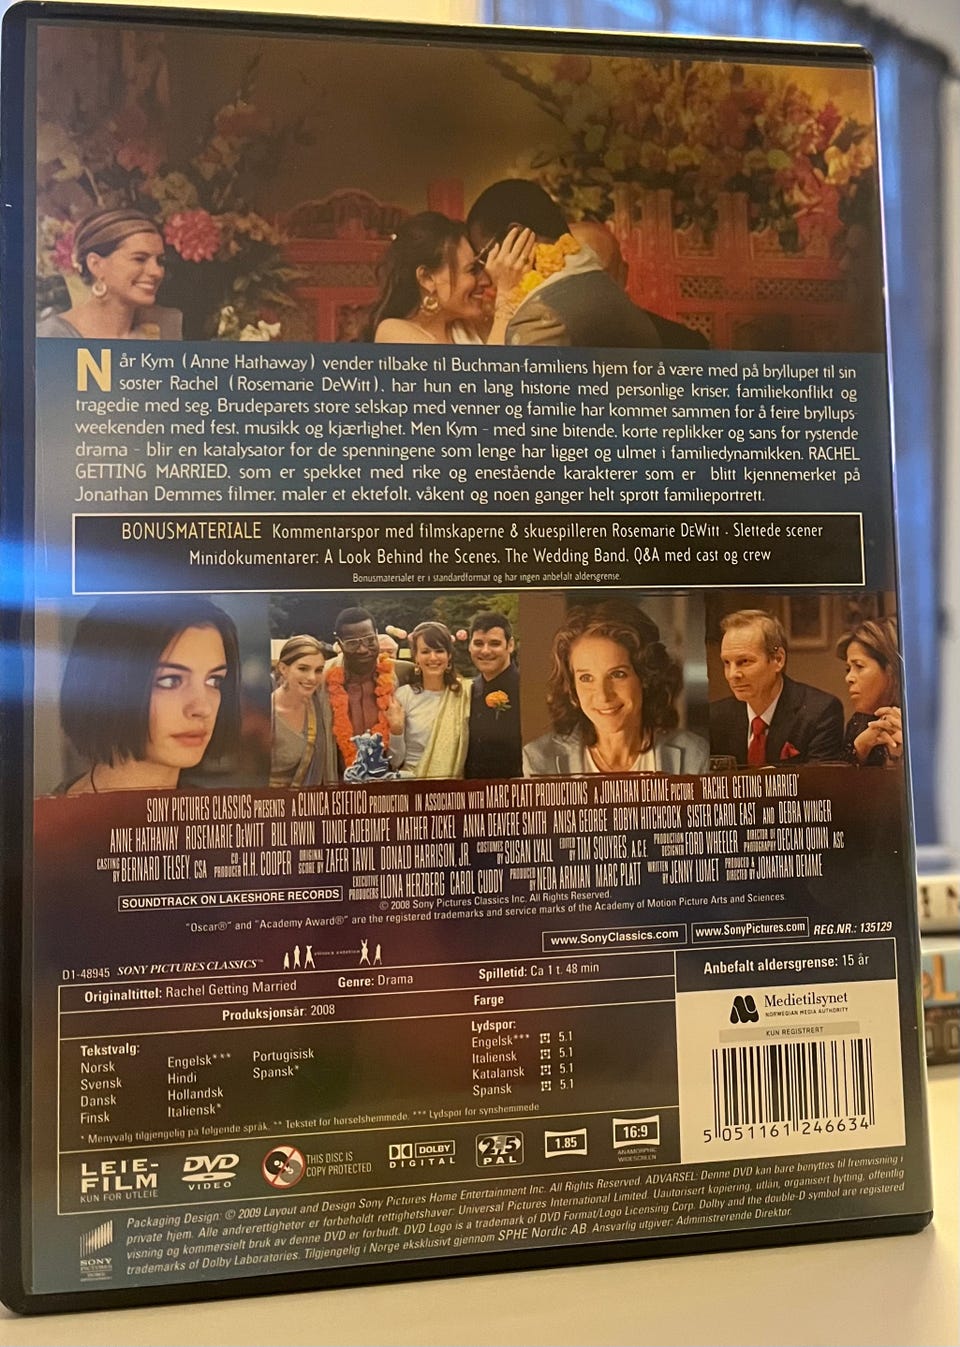 Når Kym (Anne Hathaway) vender tilbake til Buchman-familiens hjem for å være med på bryllupet til sin
søster Rachel (Rosemarie DeWitt), har hun en lang historie med personlige kriser, familiekonflikt og
tragedie med seg. Brudeparets store selskap med venner og familie har kommet sammen for å feire bryllups-
weekenden med fest, musikk og kjærlighet. Men Kym - med sine bitende, korte replikker og sans for rystende
drama - blir en katalysator for de spenningene som lenge har ligget og ulmet i familiedynamikken. RACHEL
GETTING MARRIED, som er spekket med rike og enestående karakterer som er blitt kjennemerket på
Jonathan Demmes filmer, maler et ektefølt, våkent og noen ganger helt sprøtt familieportrett.
BONUSMATERIALE Kommentarspor med filmskaperne & skuespilleren Rosemarie DeWitt · Slettede scener
Minidokumentarer: A Look Behind the Scenes, The Wedding Band, Q&A med cast og crew
Bonusmaterialet er i standardformat og har ingen anbefalt aldersgrense.
SONY PICTURES CLASSICS PRESENTS A CLINICA ESTETICO PRODUCTION IN ASSOCIATION WITH MARC PLATT PRODUCTIONS A JONATHAN DEMME PICTURE 'RACHEL GETTING MARRIED'
ANNE HATHAWAY ROSEMARIE DEWITT BILL IRWIN TUNDE ADEBIMPE MATHER ZICKEL ANNA DEAVERE SMITH ANISA GEORGE ROBYN HITCHCOCK SISTER CAROL EAST AND DEBRA WINGER
CASTING BY BERNARD TELSEY, CSA CO-PRODUCER H.H. COOPER ORIGINAL SCORE BY ZAFER TAWIL DONALD HARRISON, JR. COSTUMES BY SUSAN LYALL EDITED BY TIM SQUYRES, A.C.E. PRODUCTION DESIGNER FORD WHEELER DIRECTOR OF PHOTOGRAPHY DECLAN QUINN ASC
EXECUTIVE PRODUCERS ILONA HERZBERG CAROL CUDDY PRODUCED BY NEDA ARMIAN MARC PLATT WRITTEN BY JENNY LUMET PRODUCED & DIRECTED BY JONATHAN DEMME
SOUNDTRACK ON LAKESHORE RECORDS
© 2008 Sony Pictures Classics Inc. All Rights Reserved.
"Oscar®" and "Academy Award®" are the registered trademarks and service marks of the Academy of Motion Picture Arts and Sciences.
www.SonyClassics.com www.SonyPictures.com REG.NR.: 135129
D1-48945 SONY PICTURES CLASSICS™
Originaltittel: Rachel Getting Married Genre: Drama Spilletid: Ca 1 t. 48 min
Produksjonsår: 2008 Farge
Tekstvalg:
Norsk
Svensk
Dansk
Finsk
Engelsk***
Hindi
Hollandsk
Italiensk*
Portugisisk
Spansk*
Lydspor:
Engelsk*** 5.1
Italiensk 5.1
Katalansk 5.1
Spansk 5.1
* Menyvalg tilgjengelig på følgende språk. ** Tekstet for hørselshemmede. *** Lydspor for synshemmede
Anbefalt aldersgrense: 15 år
Medietilsynet
NORWEGIAN MEDIA AUTHORITY
KUN REGISTRERT
5 051161 246634
LEIE-
FILM
KUN FOR UTLEIE
DVD
VIDEO
THIS DISC IS
COPY PROTECTED
DOLBY
DIGITAL
2,5
PAL
1.85
16:9
ANAMORPHIC
WIDESCREEN
SONY
PICTURES
Packaging Design: © 2009 Layout and Design Sony Pictures Home Entertainment Inc. All Rights Reserved. ADVARSEL: Denne DVD kan bare benyttes til fremvisning i
private hjem. Alle andrerettigheter er forbeholdt rettighetshaver: Universal Pictures International Limited. Uautorisert kopiering, utlån, organisert bytting, offentlig
visning og kommersielt bruk av denne DVD er forbudt. DVD Logo is a trademark of DVD Format/Logo Licensing Corp. Dolby and the double-D symbol are registered
trademarks of Dolby Laboratories. Tilgjengelig i Norge eksklusivt gjennom SPHE Nordic AB. Ansvarlig utgiver: Administrerende Direktør.